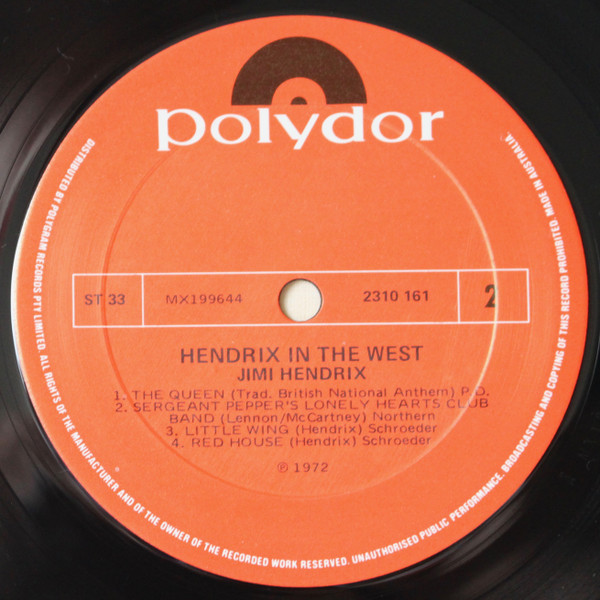 polydor
ST 33 MX199644 2310 161 2
HENDRIX IN THE WEST
JIMI HENDRIX
1. THE QUEEN (Trad. British National Anthem) P.D.
2. SERGEANT PEPPER'S LONELY HEARTS CLUB
BAND (Lennon/McCartney) Northern
3. LITTLE WING (Hendrix) Schroeder
4. RED HOUSE (Hendrix) Schroeder
℗ 1972
DISTRIBUTED BY POLYGRAM RECORDS PTY LIMITED. ALL RIGHTS OF THE MANUFACTURER AND OF THE OWNER OF THE RECORDED WORK RESERVED. UNAUTHORISED PUBLIC PERFORMANCE, BROADCASTING AND COPYING OF THIS RECORD PROHIBITED. MADE IN AUSTRALIA.